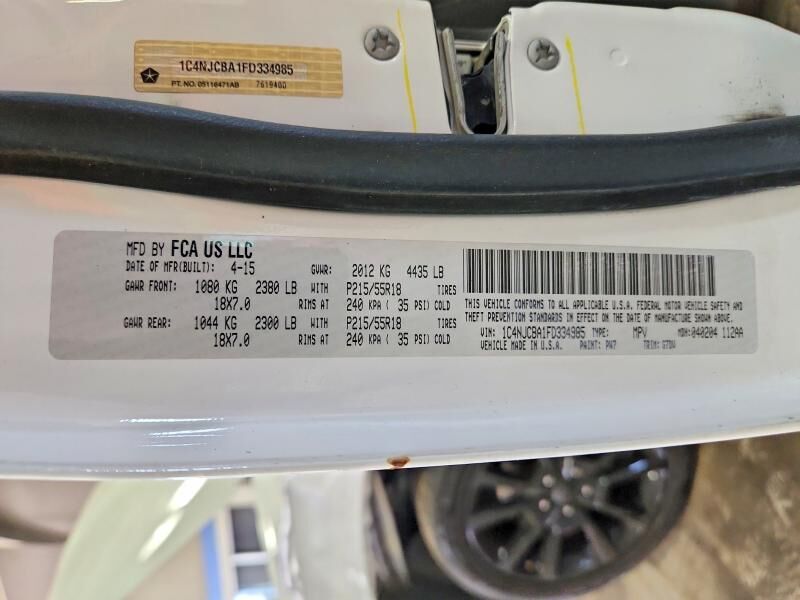 1C4NJCBA1FD334985
PT. NO. 05116471AB 7619400
MFD BY FCA US LLC
DATE OF MFR(BUILT): 4-15 GVWR: 2012 KG 4435 LB
GAWR FRONT: 1080 KG 2380 LB WITH P215/55R18 TIRES
18X7.0 RIMS AT 240 KPA ( 35 PSI) COLD
GAWR REAR: 1044 KG 2300 LB WITH P215/55R18 TIRES
18X7.0 RIMS AT 240 KPA ( 35 PSI) COLD
THIS VEHICLE CONFORMS TO ALL APPLICABLE U.S.A. FEDERAL MOTOR VEHICLE SAFETY AND
THEFT PREVENTION STANDARDS IN EFFECT ON THE DATE OF MANUFACTURE SHOWN ABOVE.
VIN: 1C4NJCBA1FD334985 TYPE: MPV MDH: 040204 112AA
VEHICLE MADE IN U.S.A. PAINT: PW7 TRIM: